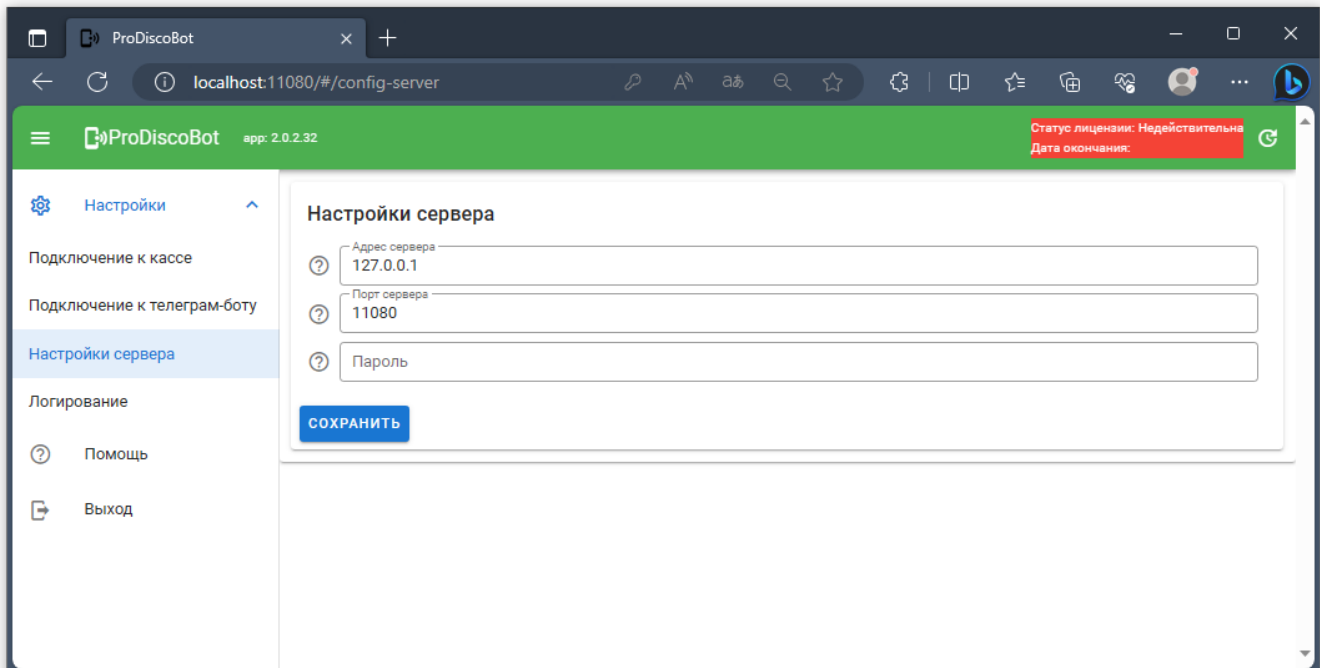 ProDiscoBot
localhost:11080/#/config-server
ProDiscoBot app: 2.0.2.32
Статус лицензии: Недействительна
Дата окончания:
Настройки
Подключение к кассе
Подключение к телеграм-боту
Настройки сервера
Логирование
Помощь
Выход
Настройки сервера
Адрес сервера
127.0.0.1
Порт сервера
11080
Пароль
СОХРАНИТЬ